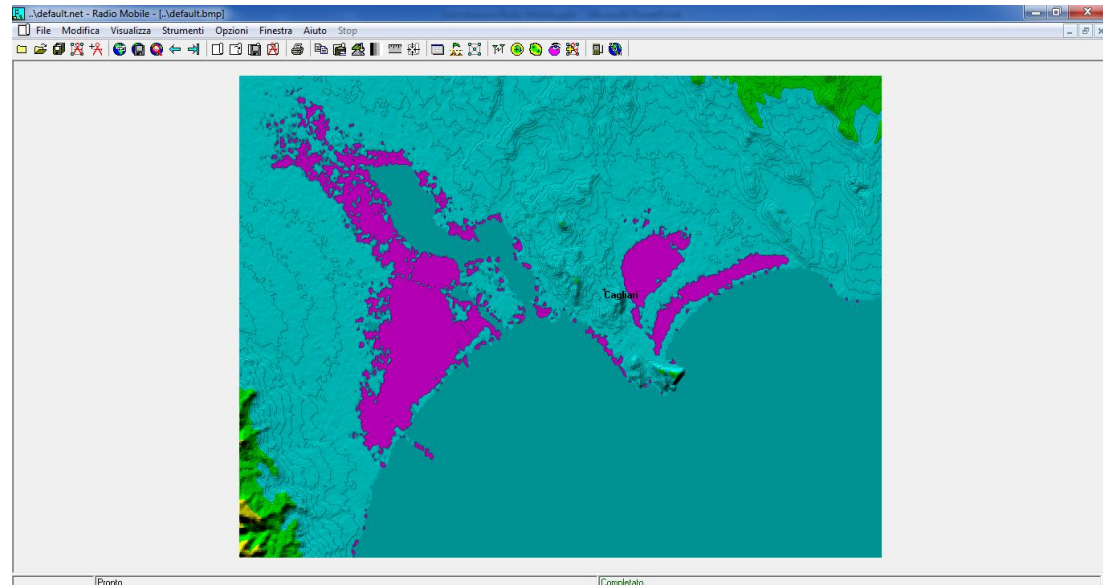 ..\default.net - Radio Mobile - [..\default.bmp]
File Modifica Visualizza Strumenti Opzioni Finestra Aiuto Stop
Cagliari
Pronto Completato